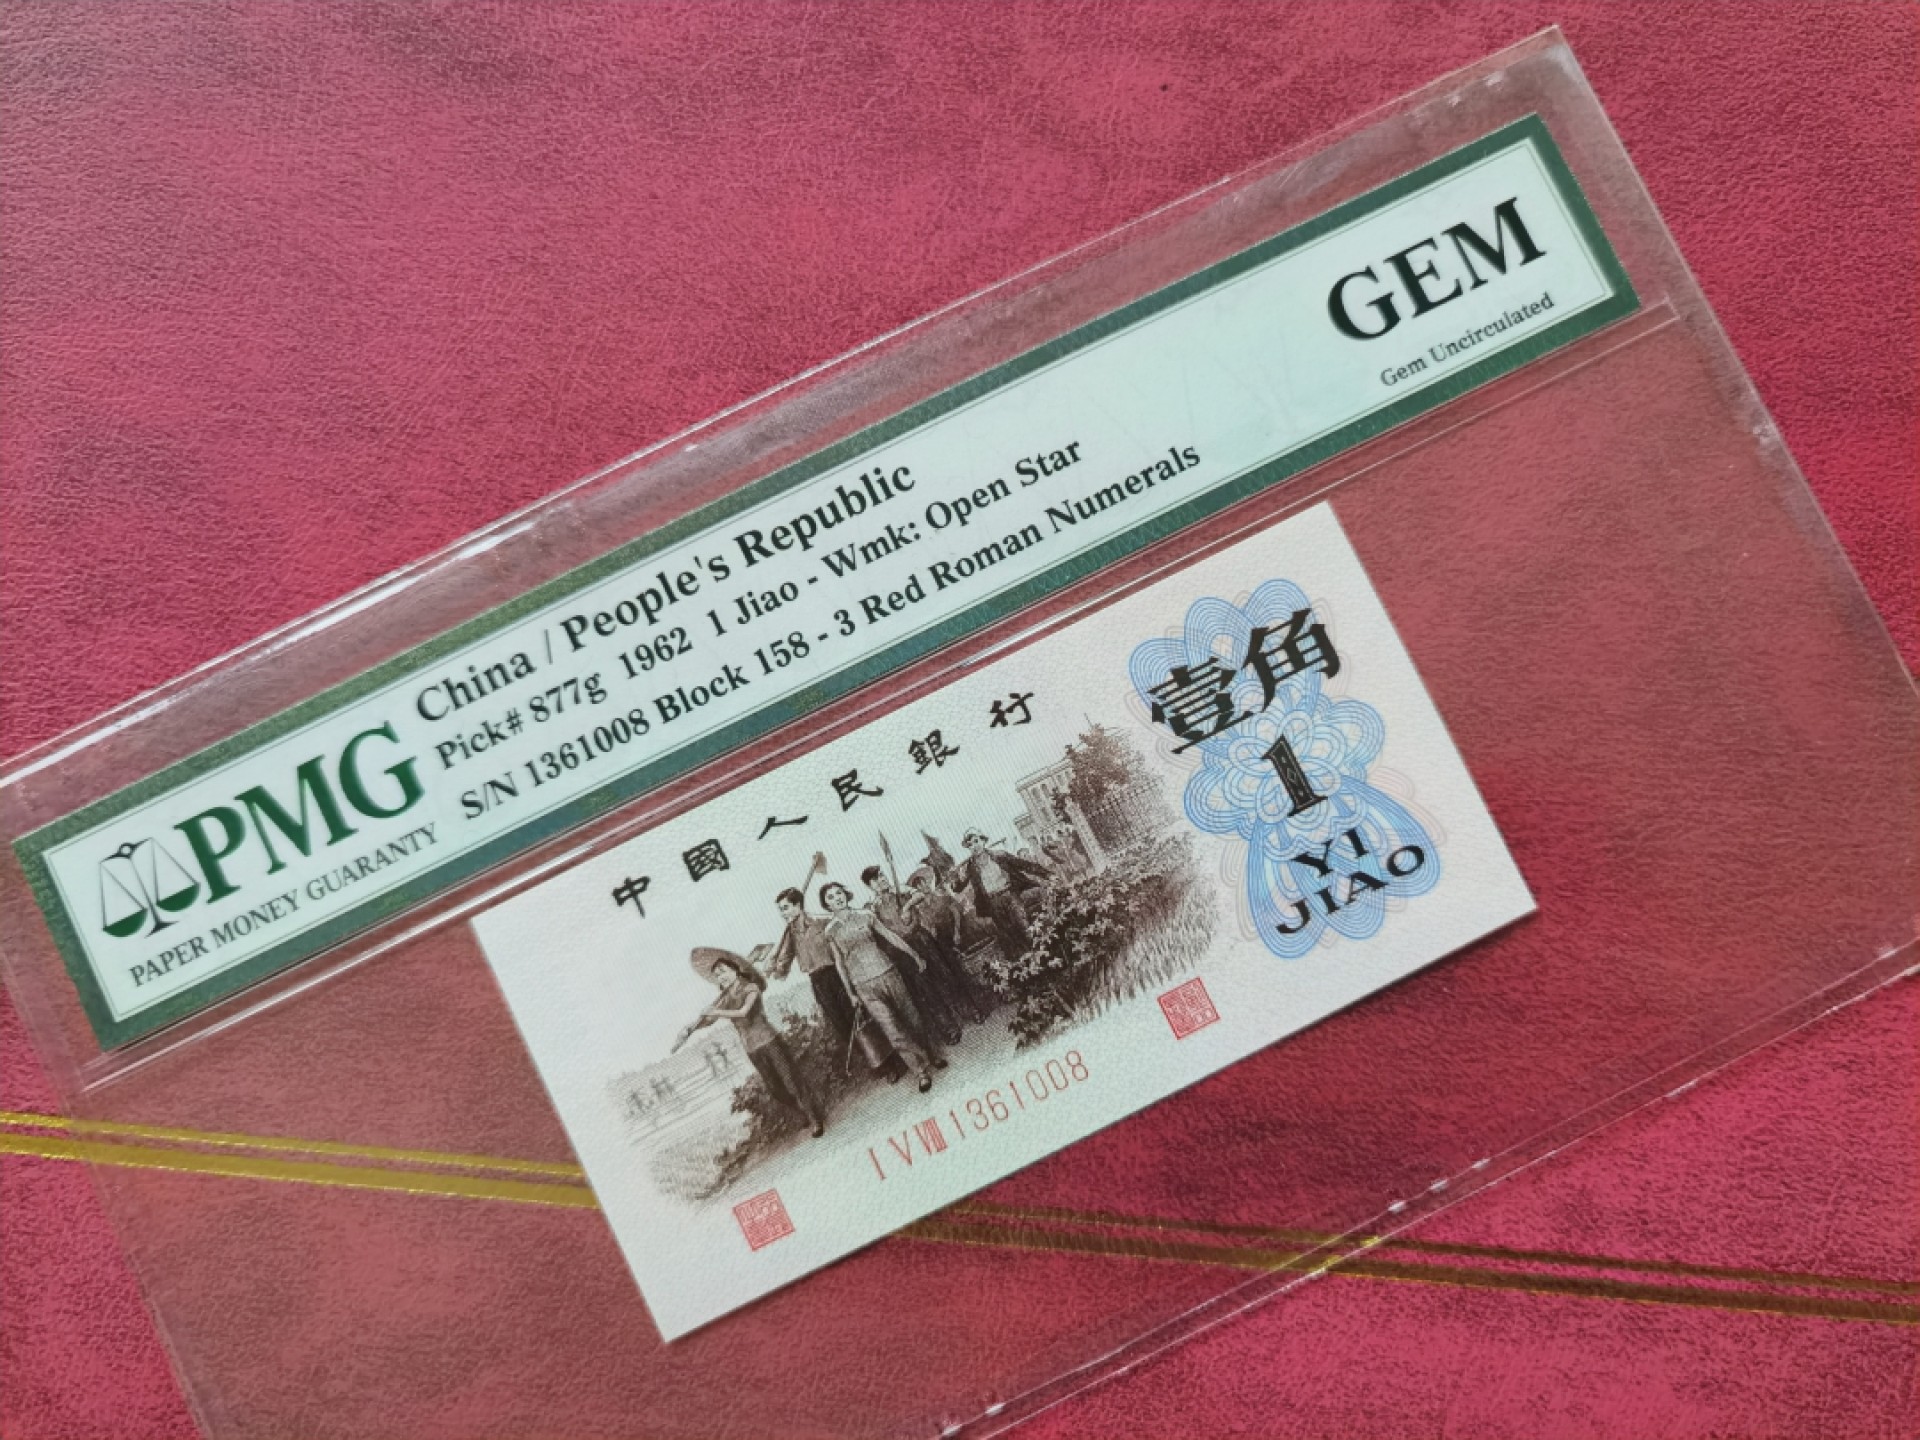 PMG
PAPER MONEY GUARANTY
China / People's Republic
Pick# 877g 1962 1 Jiao - Wmk: Open Star
S/N 1361008 Block 158 - 3 Red Roman Numerals
GEM
Gem Uncirculated
中國人民銀行
壹角
1
YI
JIAO
I V VIII 1361008